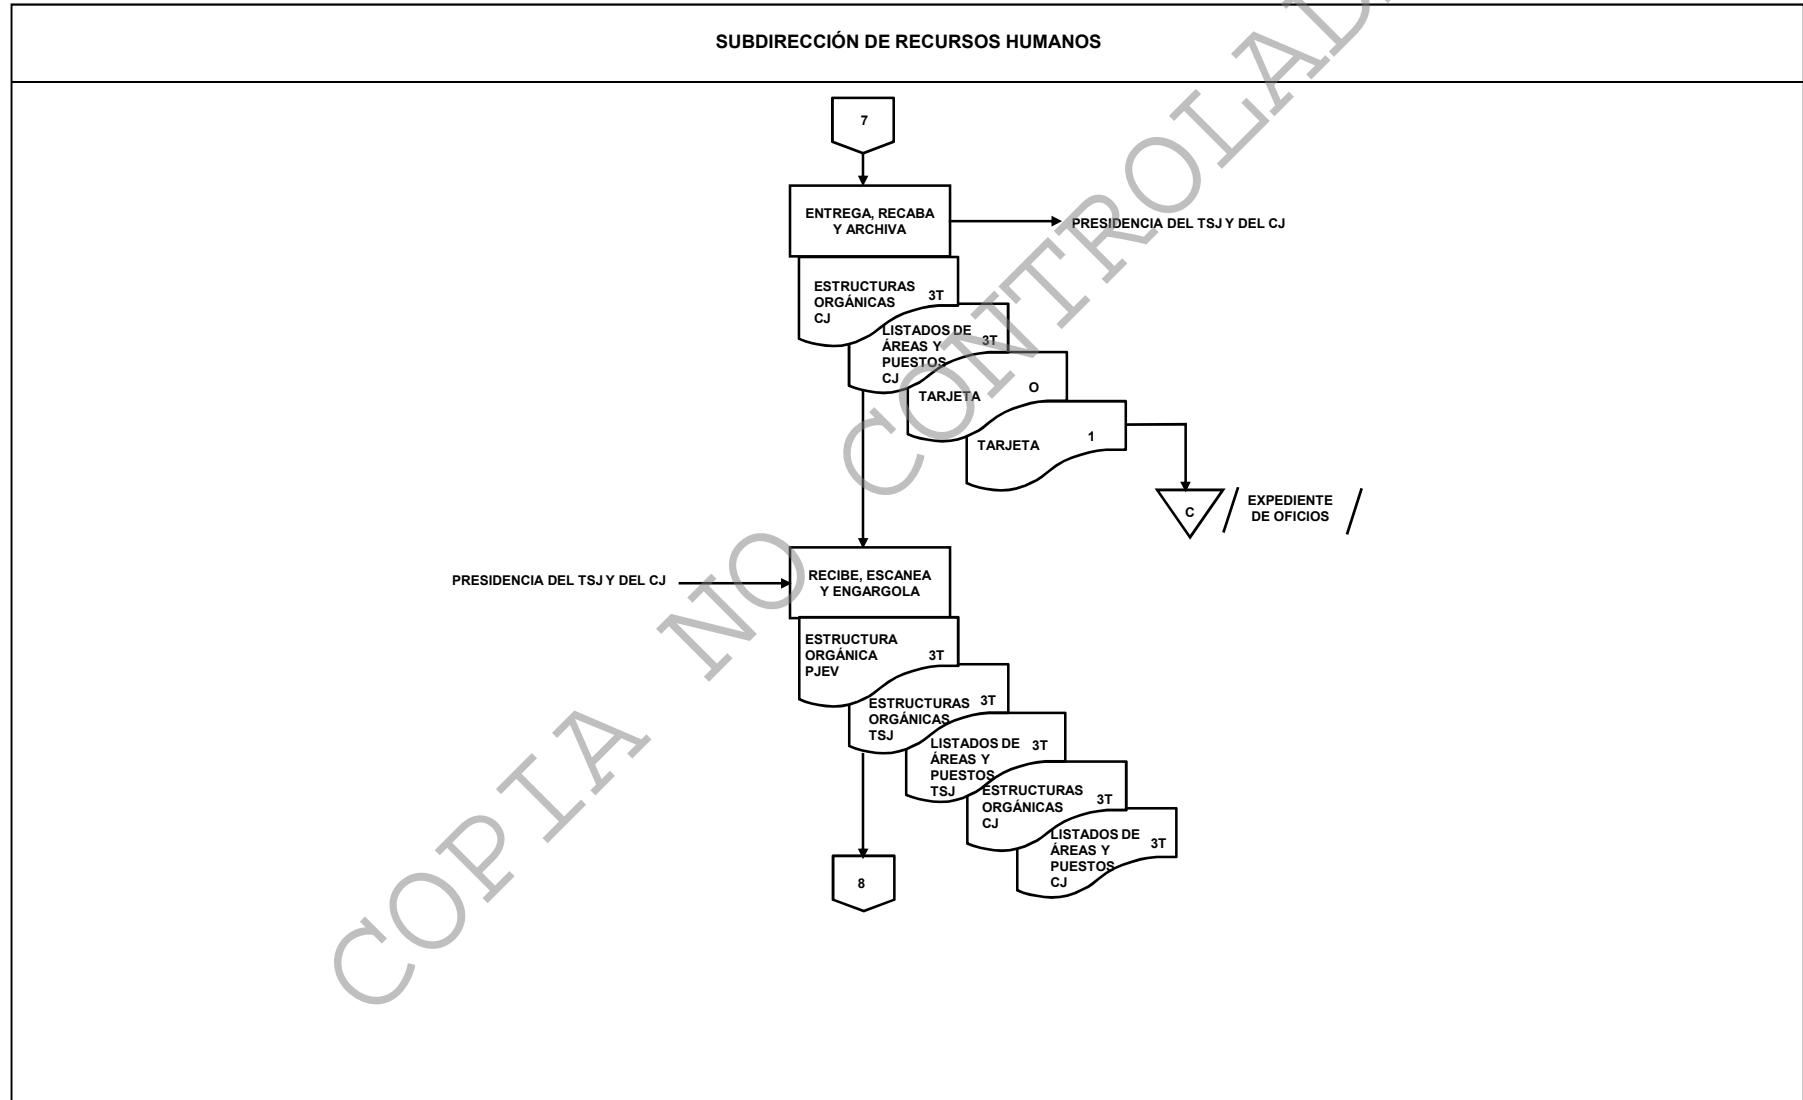 SUBDIRECCIÓN DE RECURSOS HUMANOS
7
ENTREGA, RECABA
Y ARCHIVA
PRESIDENCIA DEL TSJ Y DEL CJ
ESTRUCTURAS
ORGÁNICAS 3T
CJ
LISTADOS DE
ÁREAS Y 3T
PUESTOS
CJ
TARJETA O
TARJETA 1
C
EXPEDIENTE
DE OFICIOS
PRESIDENCIA DEL TSJ Y DEL CJ
RECIBE, ESCANEA
Y ENGARGOLA
ESTRUCTURA
ORGÁNICA 3T
PJEV
ESTRUCTURAS 3T
ORGÁNICAS
TSJ
LISTADOS DE 3T
ÁREAS Y
PUESTOS
TSJ
ESTRUCTURAS 3T
ORGÁNICAS
CJ
LISTADOS DE 3T
ÁREAS Y
PUESTOS
CJ
8
COPIA NO CONTROLAD